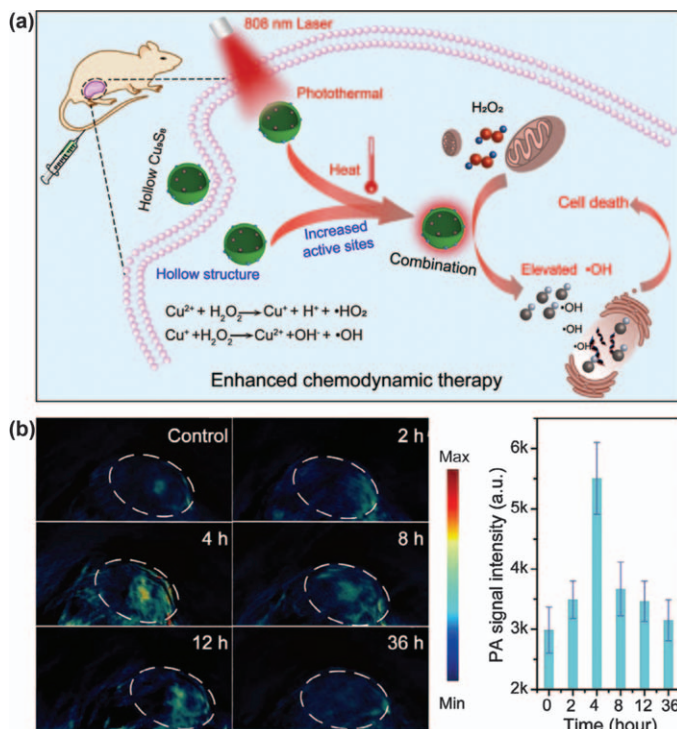 (a)
808 nm Laser
Photothermal
H₂O₂
Hollow Cu₉S₈
Heat
Cell death
Increased
active sites
Hollow structure
Combination
Elevated •OH
•OH
•OH
•OH
Cu²⁺ + H₂O₂→Cu⁺ + H⁺ + •HO₂
Cu⁺ +H₂O₂→Cu²⁺ +OH⁻ + •OH
Enhanced chemodynamic therapy
(b)
Control
2 h
4 h
8 h
12 h
36 h
Max
Min
PA signal intensity (a.u.)
6k
5k
4k
3k
2k
0 2 4 8 12 36
Time (hour)